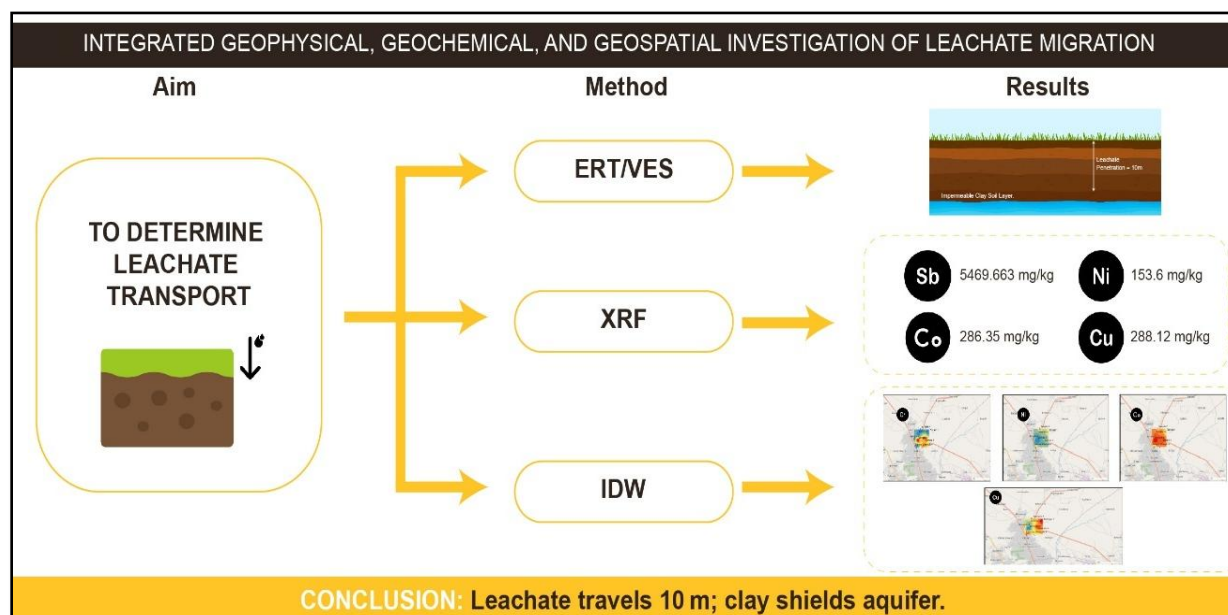 INTEGRATED GEOPHYSICAL, GEOCHEMICAL, AND GEOSPATIAL INVESTIGATION OF LEACHATE MIGRATION
Aim
Method
Results
TO DETERMINE
LEACHATE
TRANSPORT
ERT/VES
Leachate
Penetration = 10m
Impermeable Clay Soil Layer.
XRF
Sb
5469.663 mg/kg
Ni
153.6 mg/kg
Co
286.35 mg/kg
Cu
288.12 mg/kg
IDW
Ni
Cu
CONCLUSION: Leachate travels 10 m; clay shields aquifer.